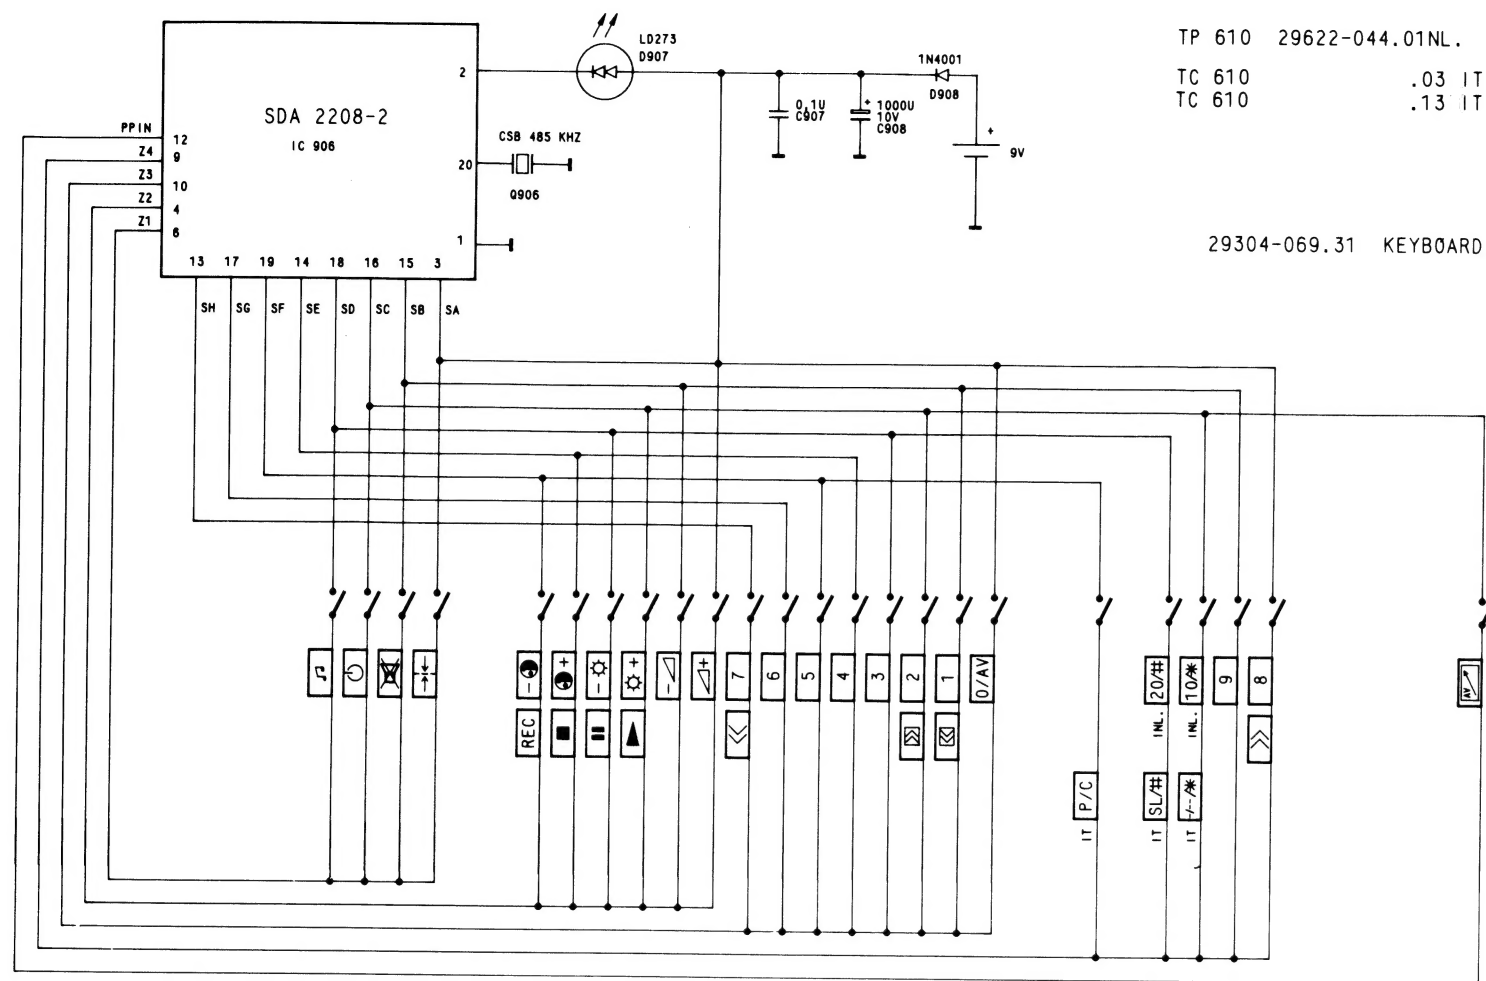 TP 610 29622-044.01NL.
TC 610 .03 IT
TC 610 .13 IT
29304-069.31 KEYBOARD
LD273
D907
1N4001
D908
0,1U
C907
+ 1000U
10V
C908
+
9V
SDA 2208-2
IC 906
CSB 485 KHZ
Q906
2
20
1
PPIN 12
Z4 9
Z3 10
Z2 4
Z1 6
13 17 19 14 18 16 15 3
SH SG SF SE SD SC SB SA
- + - + - +
7 6 5 4 3 2 1 0/AV
REC
P/C
IT
INL. 20/#
INL. 10/*
9
8
SL/#
IT
-/--/*
IT
AV